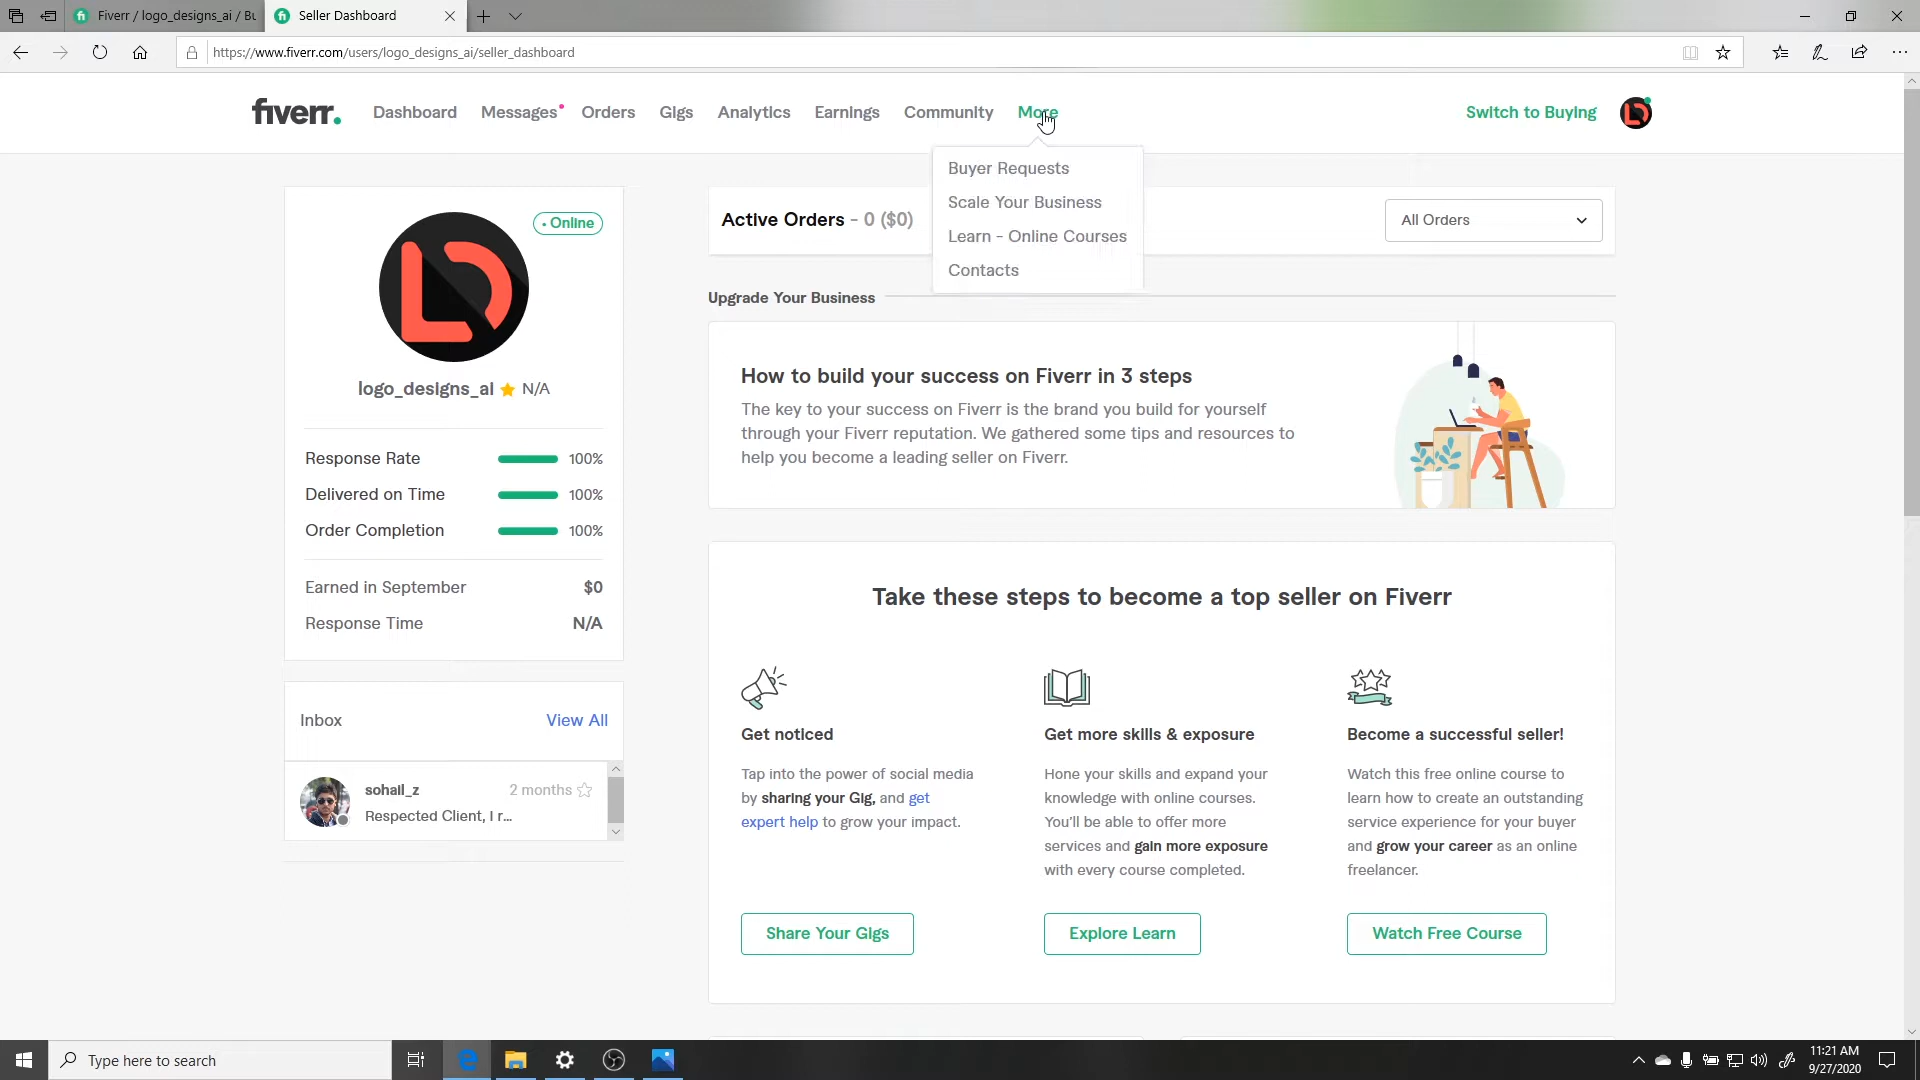 Fiverr / logo_designs_ai / Bu
Seller Dashboard
https://www.fiverr.com/users/logo_designs_ai/seller_dashboard
fiverr. Dashboard Messages Orders Gigs Analytics Earnings Community More Switch to Buying
Buyer Requests
Scale Your Business
Learn - Online Courses
Contacts
Online
logo_designs_ai N/A
Response Rate 100%
Delivered on Time 100%
Order Completion 100%
Earned in September $0
Response Time N/A
Inbox View All
sohail_z 2 months
Respected Client, I r...
Active Orders - 0 ($0) All Orders
Upgrade Your Business
How to build your success on Fiverr in 3 steps
The key to your success on Fiverr is the brand you build for yourself
through your Fiverr reputation. We gathered some tips and resources to
help you become a leading seller on Fiverr.
Take these steps to become a top seller on Fiverr
Get noticed
Tap into the power of social media
by sharing your Gig, and get
expert help to grow your impact.
Share Your Gigs
Get more skills & exposure
Hone your skills and expand your
knowledge with online courses.
You'll be able to offer more
services and gain more exposure
with every course completed.
Explore Learn
Become a successful seller!
Watch this free online course to
learn how to create an outstanding
service experience for your buyer
and grow your career as an online
freelancer.
Watch Free Course
Type here to search
11:21 AM
9/27/2020